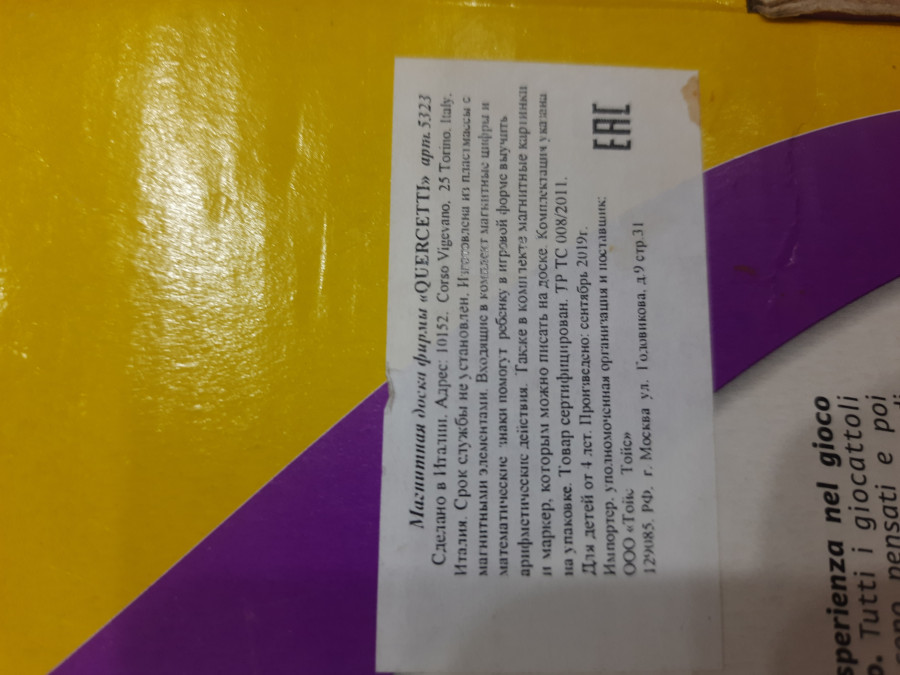 Магнитная доска фирмы «QUERCETTI» арт. 5323
Сделано в Италии. Адрес: 10152, Corso Vigevano, 25 Torino, Italy,
Италия. Срок службы не установлен. Изготовлена из пластмассы с
магнитными элементами. Входящие в комплект магнитные цифры и
математические знаки помогут ребенку в игровой форме выучить
арифметические действия. Также в комплекте магнитные картинки
и маркер, которым можно писать на доске. Комплектация указана
на упаковке. Товар сертифицирован. ТР ТС 008/2011.
Для детей от 4 лет. Произведено: сентябрь 2019г.
Импортер, уполномоченная организация и поставщик:
ООО «Тойс Тойс»
129085, РФ, г. Москва ул. Годовикова, д.9 стр.31
EAC
sperienza nel gioco
o. Tutti i giocattoli
sono pensati e poi